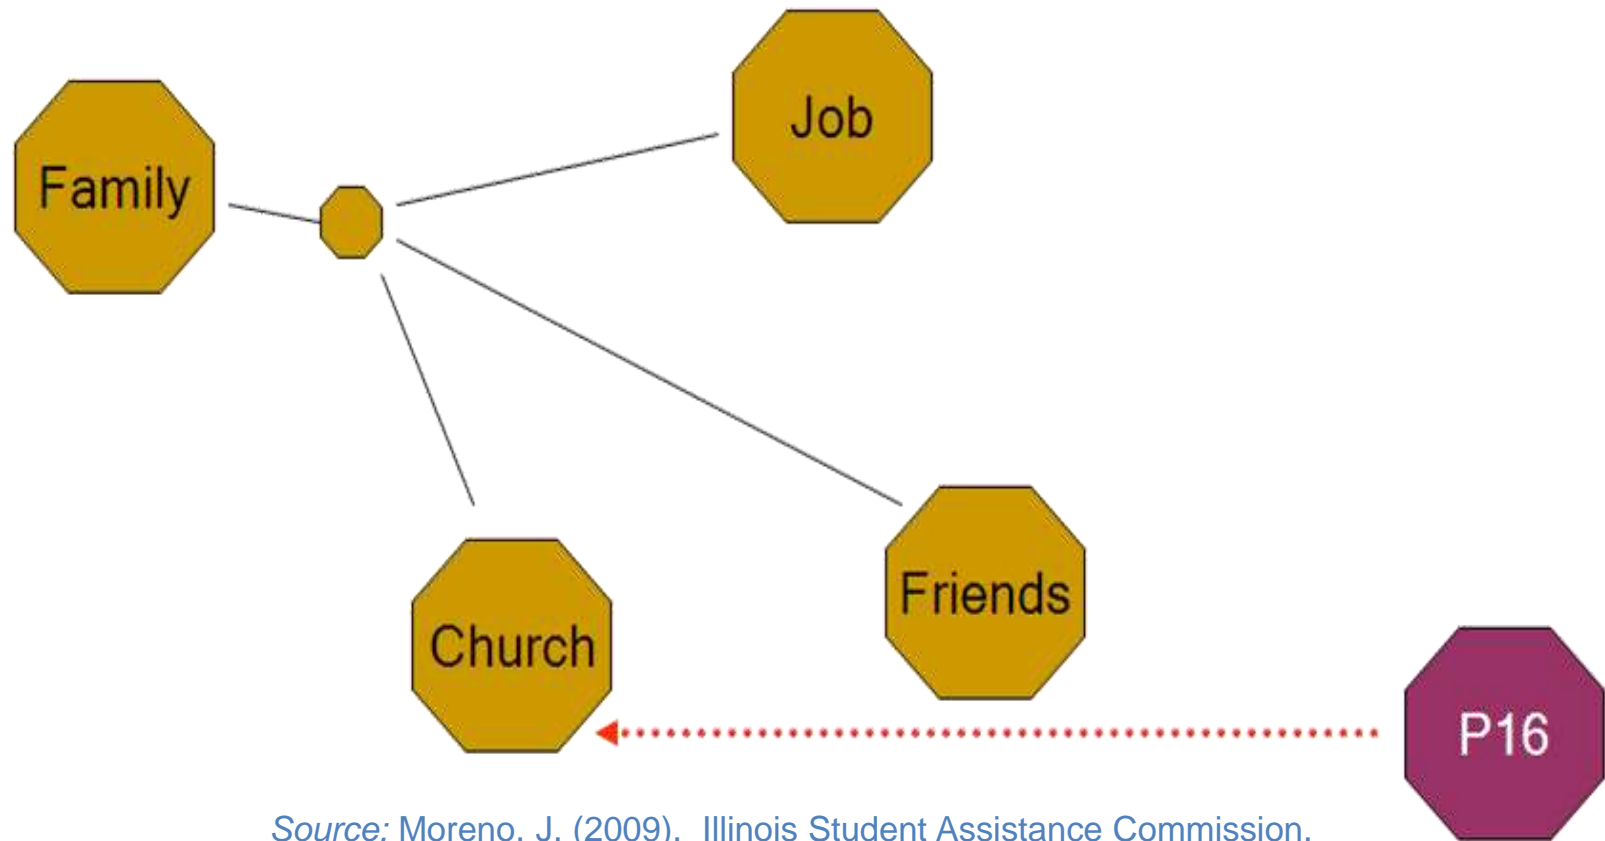 Job
Family
Friends
Church
P16
Source: Moreno, J. (2009).  Illinois Student Assistance Commission.